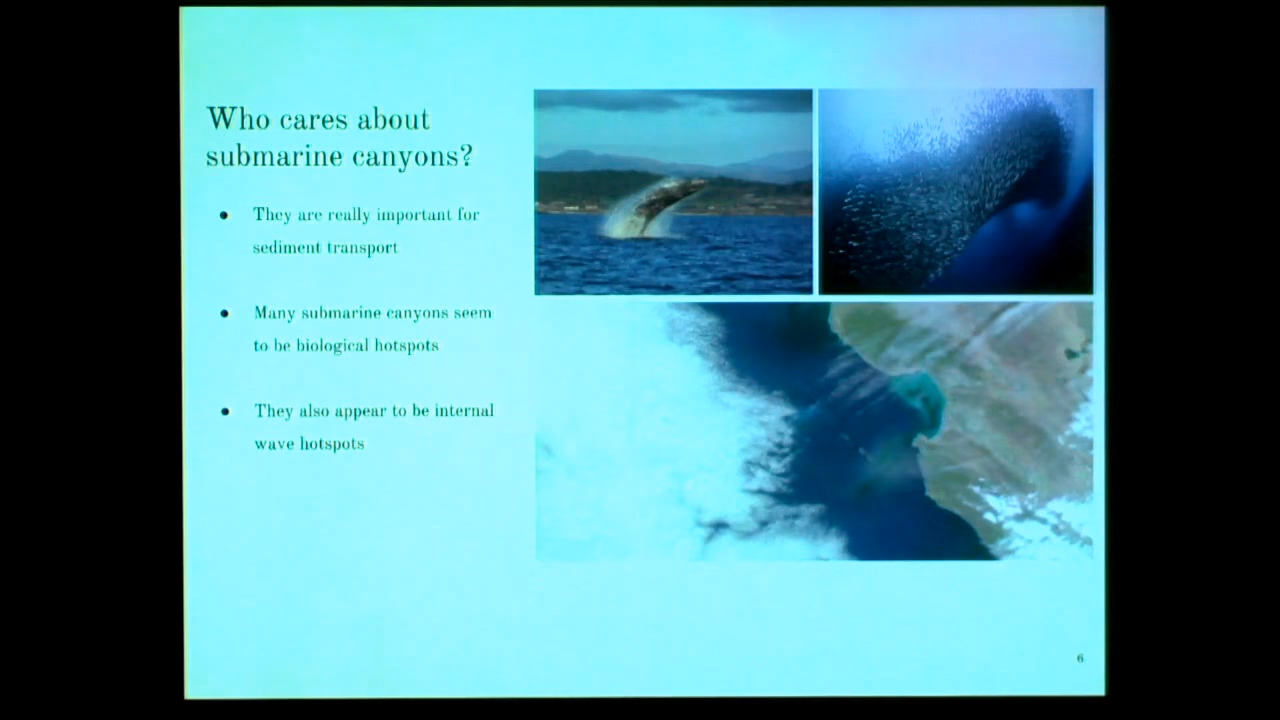 Who cares about
submarine canyons?
● They are really important for
sediment transport
● Many submarine canyons seem
to be biological hotspots
● They also appear to be internal
wave hotspots
6